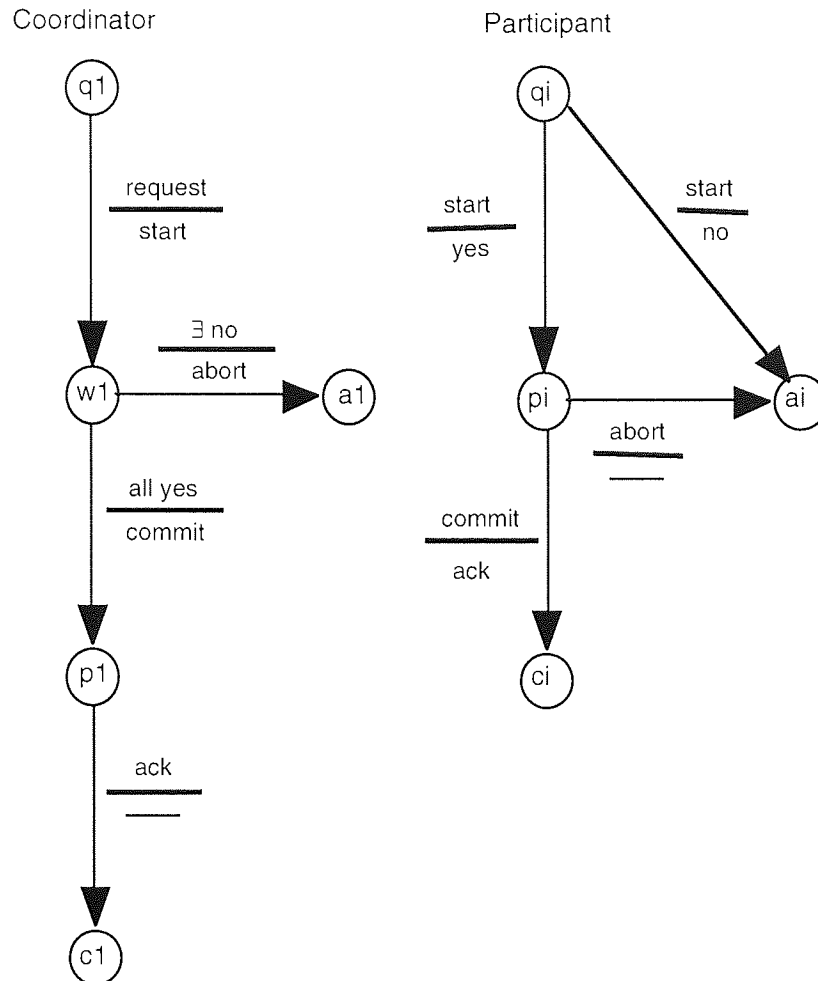 Coordinator
q1
request
start
∃ no
abort
w1
a1
all yes
commit
p1
ack
c1
Participant
qi
start
yes
start
no
pi
ai
abort
commit
ack
ci